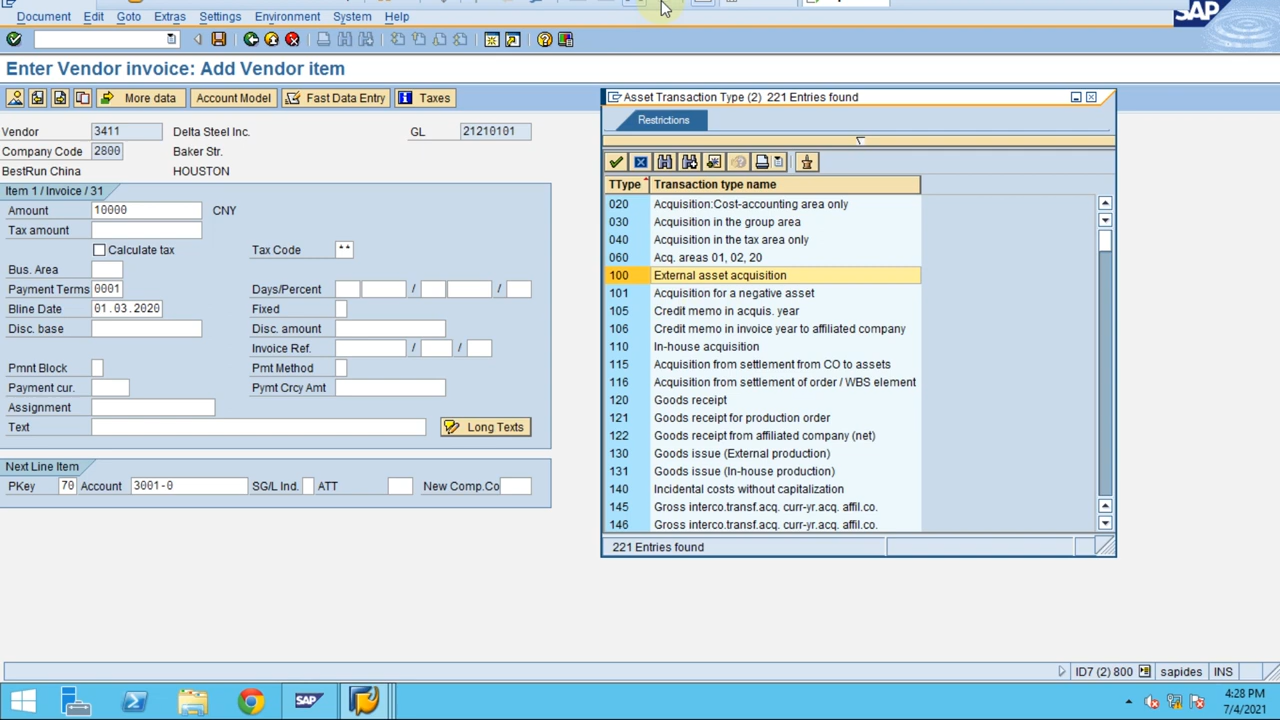 Document Edit Goto Extras Settings Environment System Help
SAP
Enter Vendor invoice: Add Vendor item
More data Account Model Fast Data Entry Taxes
Vendor 3411 Delta Steel Inc. GL 21210101
Company Code 2800 Baker Str.
BestRun China HOUSTON
Item 1 / Invoice / 31
Amount 10000 CNY
Tax amount
Calculate tax Tax Code **
Bus. Area
Payment Terms 0001 Days/Percent / /
Bline Date 01.03.2020 Fixed
Disc. base Disc. amount
Invoice Ref. / /
Pmnt Block Pmt Method
Payment cur. Pymt Crcy Amt
Assignment
Text Long Texts
Next Line Item
PKey 70 Account 3001-0 SG/L Ind. ATT New Comp.Co
Asset Transaction Type (2) 221 Entries found
Restrictions
TType Transaction type name
020 Acquisition:Cost-accounting area only
030 Acquisition in the group area
040 Acquisition in the tax area only
060 Acq. areas 01, 02, 20
100 External asset acquisition
101 Acquisition for a negative asset
105 Credit memo in acquis. year
106 Credit memo in invoice year to affiliated company
110 In-house acquisition
115 Acquisition from settlement from CO to assets
116 Acquisition from settlement of order / WBS element
120 Goods receipt
121 Goods receipt for production order
122 Goods receipt from affiliated company (net)
130 Goods issue (External production)
131 Goods issue (In-house production)
140 Incidental costs without capitalization
145 Gross interco.transf.acq. curr-yr.acq. affil.co.
146 Gross interco.transf.acq. curr-yr.acq. affil.co.
221 Entries found
ID7 (2) 800 sapides INS
SAP
4:28 PM
7/4/2021